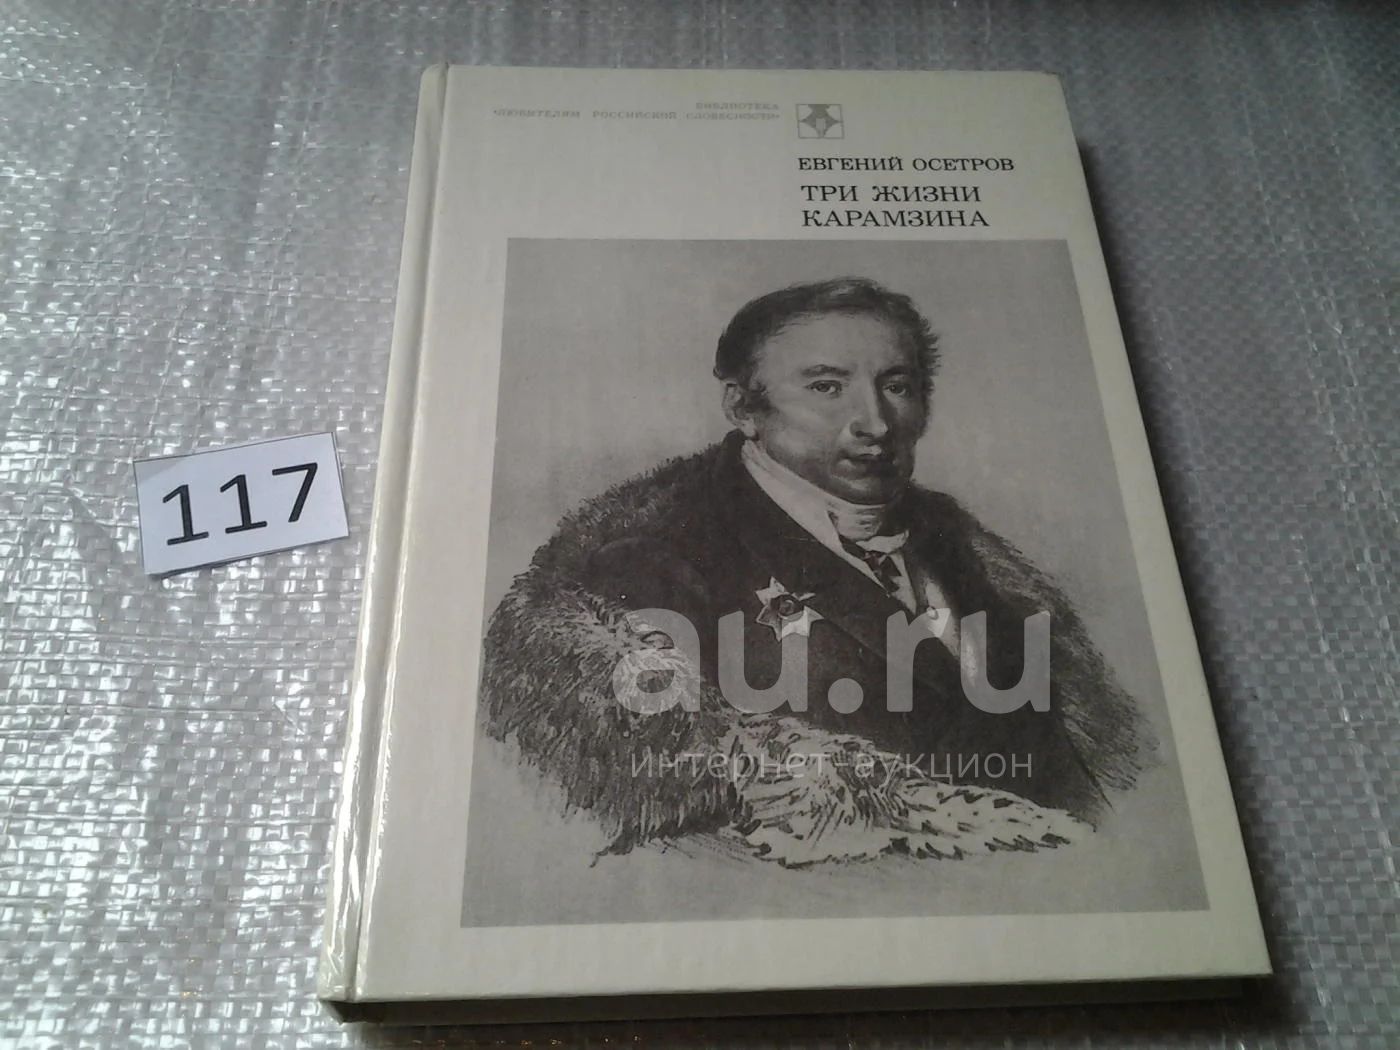 БИБЛИОТЕКА
«ЛЮБИТЕЛЯМ РОССИЙСКОЙ СЛОВЕСНОСТИ»
ЕВГЕНИЙ ОСЕТРОВ
ТРИ ЖИЗНИ
КАРАМЗИНА
117
au.ru
интернет-аукцион